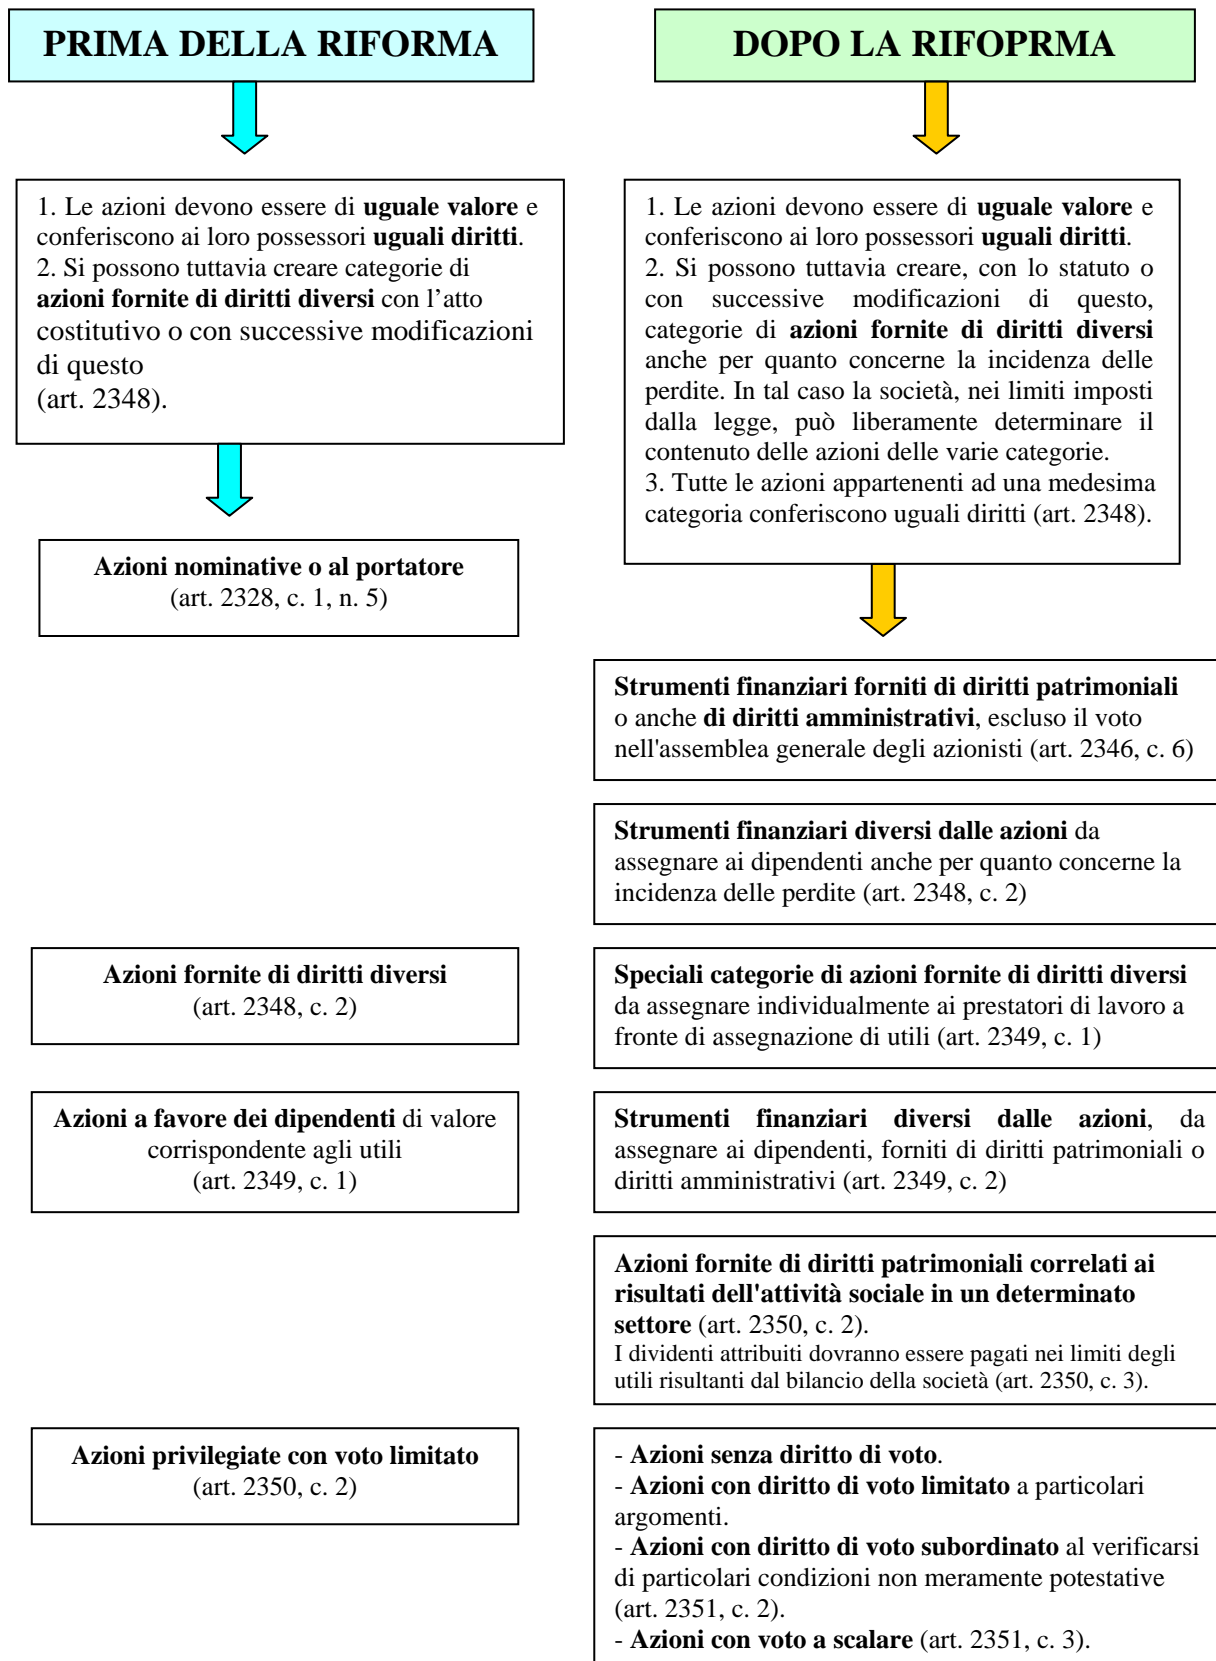 PRIMA DELLA RIFORMA
DOPO LA RIFOPRMA
1. Le azioni devono essere di uguale valore e
conferiscono ai loro possessori uguali diritti.
2. Si possono tuttavia creare categorie di
azioni fornite di diritti diversi con l'atto
costitutivo o con successive modificazioni
di questo
(art. 2348).
1. Le azioni devono essere di uguale valore e
conferiscono ai loro possessori uguali diritti.
2. Si possono tuttavia creare, con lo statuto o
con successive modificazioni di questo,
categorie di azioni fornite di diritti diversi
anche per quanto concerne la incidenza delle
perdite. In tal caso la società, nei limiti imposti
dalla legge, può liberamente determinare il
contenuto delle azioni delle varie categorie.
3. Tutte le azioni appartenenti ad una medesima
categoria conferiscono uguali diritti (art. 2348).
Azioni nominative o al portatore
(art. 2328, c. 1, n. 5)
Strumenti finanziari forniti di diritti patrimoniali
o anche di diritti amministrativi, escluso il voto
nell'assemblea generale degli azionisti (art. 2346, c. 6)
Strumenti finanziari diversi dalle azioni da
assegnare ai dipendenti anche per quanto concerne la
incidenza delle perdite (art. 2348, c. 2)
Azioni fornite di diritti diversi
(art. 2348, c. 2)
Speciali categorie di azioni fornite di diritti diversi
da assegnare individualmente ai prestatori di lavoro a
fronte di assegnazione di utili (art. 2349, c. 1)
Azioni a favore dei dipendenti di valore
corrispondente agli utili
(art. 2349, c. 1)
Strumenti finanziari diversi dalle azioni, da
assegnare ai dipendenti, forniti di diritti patrimoniali o
diritti amministrativi (art. 2349, c. 2)
Azioni fornite di diritti patrimoniali correlati ai
risultati dell'attività sociale in un determinato
settore (art. 2350, c. 2).
I dividenti attribuiti dovranno essere pagati nei limiti degli
utili risultanti dal bilancio della società (art. 2350, c. 3).
Azioni privilegiate con voto limitato
(art. 2350, c. 2)
- Azioni senza diritto di voto.
- Azioni con diritto di voto limitato a particolari
argomenti.
- Azioni con diritto di voto subordinato al verificarsi
di particolari condizioni non meramente potestative
(art. 2351, c. 2).
- Azioni con voto a scalare (art. 2351, c. 3).